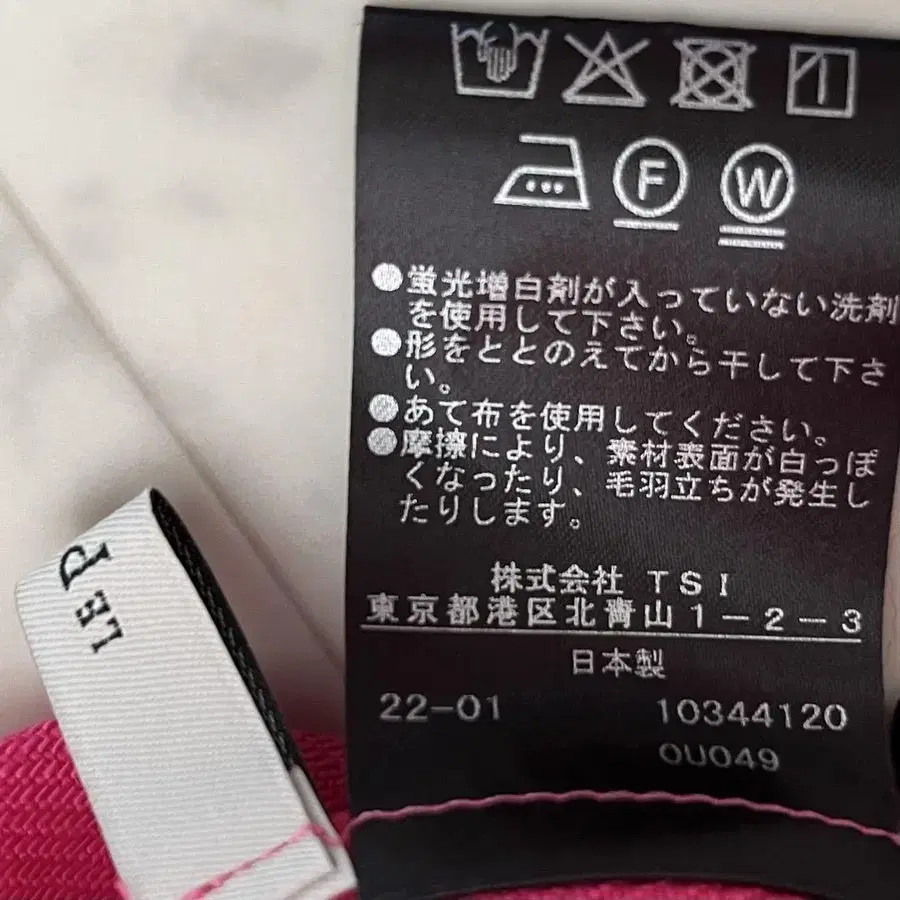 F W
●蛍光増白剤が入っていない洗剤
を使用して下さい。
●形をととのえてから干して下さ
い。
●あて布を使用してください。
●摩擦により、素材表面が白っぽ
くなったり、毛羽立ちが発生し
たりします。
株式会社 TSI
東京都港区北青山1-2-3
日本製
22-01 10344120
0U049
LE P